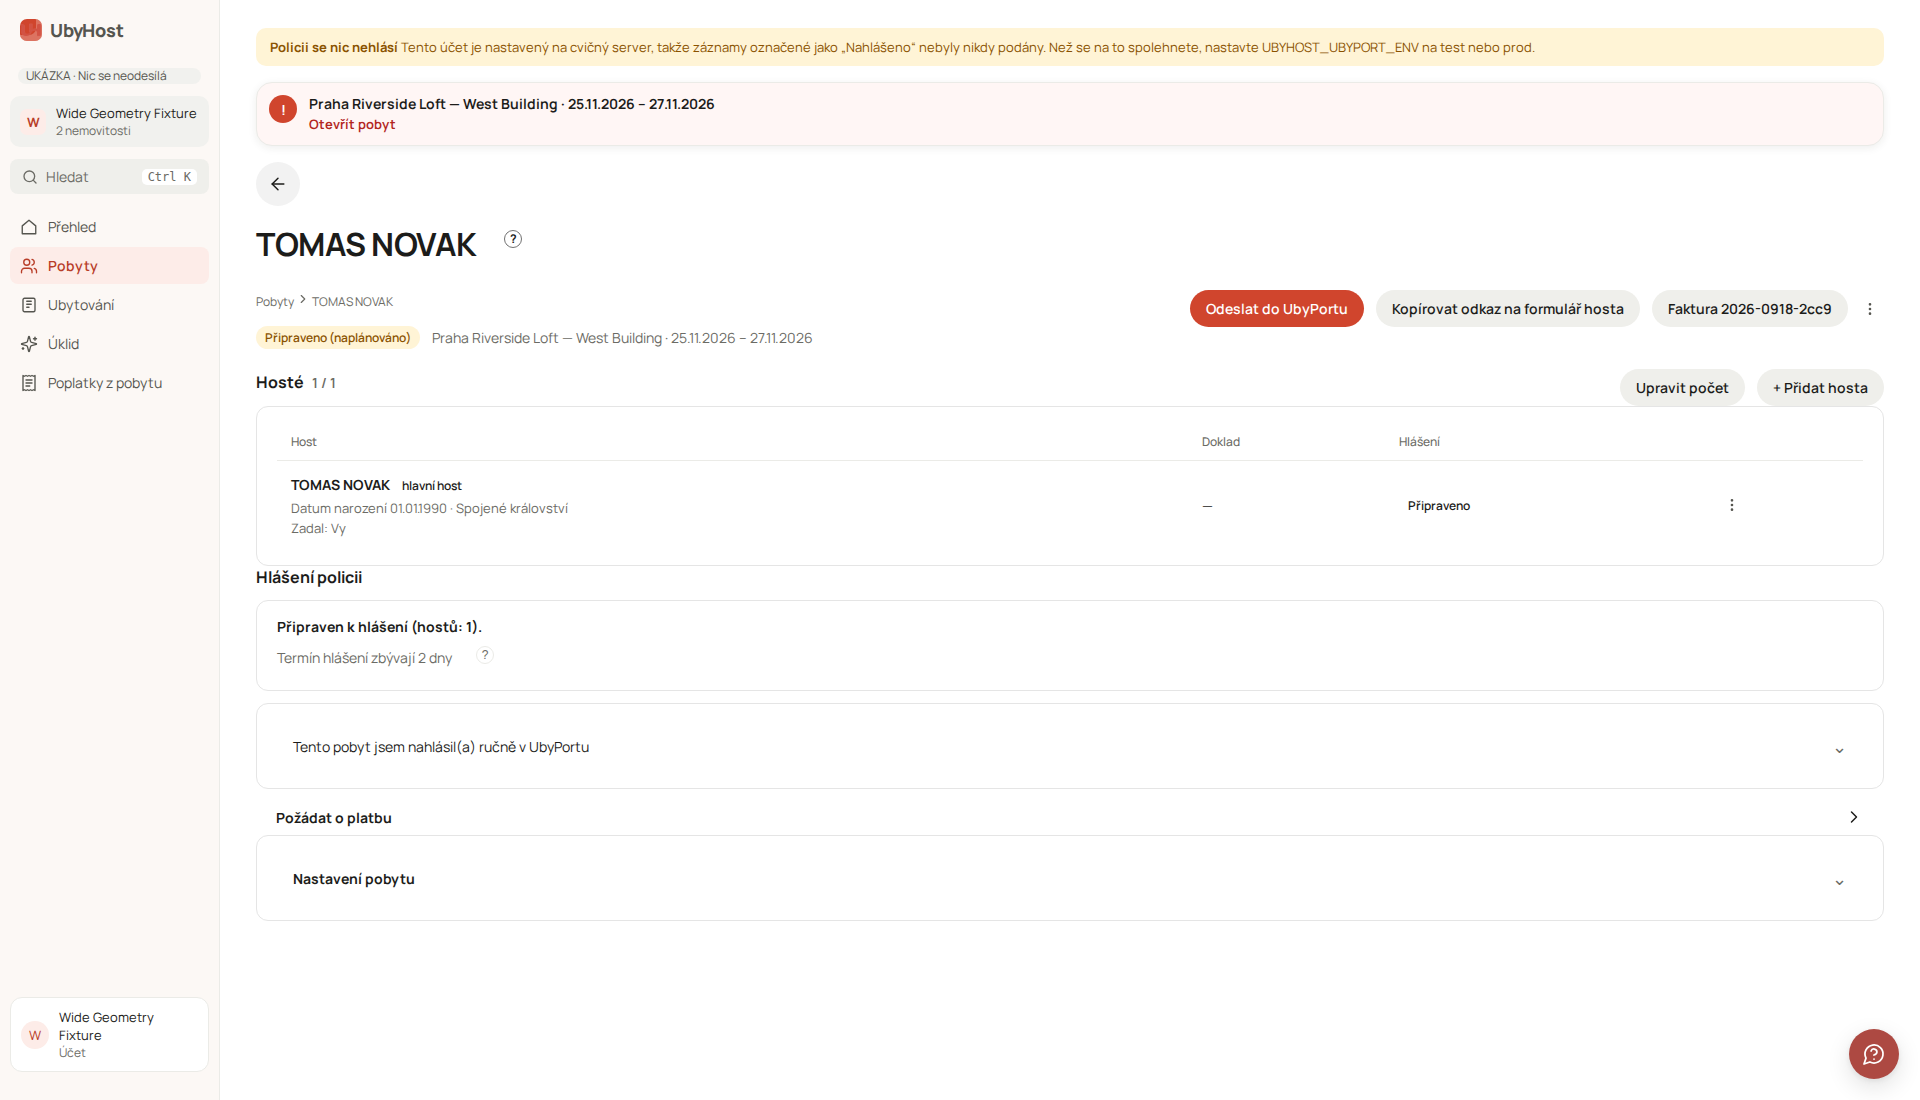 UbyHost
UKÁZKA · Nic se neodesílá
W
Wide Geometry Fixture
2 nemovitosti
Hledat
Ctrl K
Přehled
Pobyty
Ubytování
Úklid
Poplatky z pobytu
W
Wide Geometry
Fixture
Účet
Policii se nic nehlásí Tento účet je nastavený na cvičný server, takže záznamy označené jako „Nahlášeno“ nebyly nikdy podány. Než se na to spolehnete, nastavte UBYHOST_UBYPORT_ENV na test nebo prod.
!
Praha Riverside Loft — West Building · 25.11.2026 – 27.11.2026
Otevřít pobyt
TOMAS NOVAK
?
Pobyty > TOMAS NOVAK
Odeslat do UbyPortu
Kopírovat odkaz na formulář hosta
Faktura 2026-0918-2cc9
Připraveno (naplánováno)
Praha Riverside Loft — West Building · 25.11.2026 – 27.11.2026
Hosté 1 / 1
Upravit počet
+ Přidat hosta
Host
Doklad
Hlášení
TOMAS NOVAK hlavní host
Datum narození 01.01.1990 · Spojené království
Zadal: Vy
—
Připraveno
Hlášení policii
Připraven k hlášení (hostů: 1).
Termín hlášení zbývají 2 dny
?
Tento pobyt jsem nahlásil(a) ručně v UbyPortu
Požádat o platbu
Nastavení pobytu